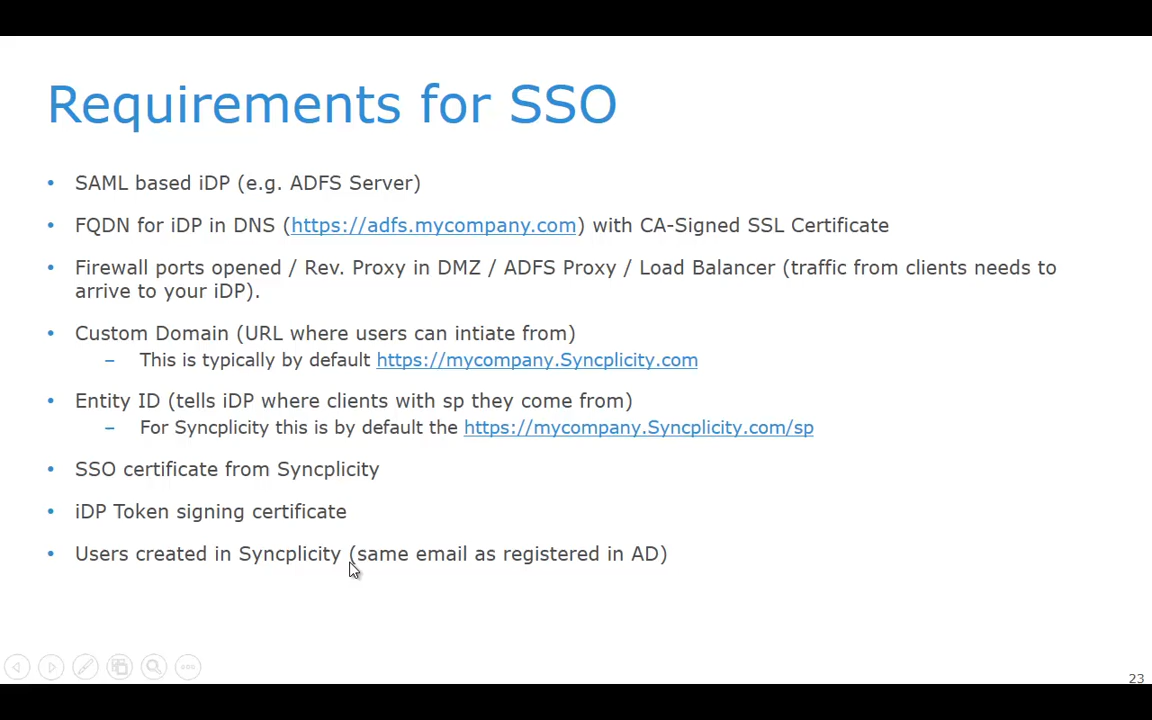 Requirements for SSO
• SAML based iDP (e.g. ADFS Server)
• FQDN for iDP in DNS (https://adfs.mycompany.com) with CA-Signed SSL Certificate
• Firewall ports opened / Rev. Proxy in DMZ / ADFS Proxy / Load Balancer (traffic from clients needs to
arrive to your iDP).
• Custom Domain (URL where users can intiate from)
– This is typically by default https://mycompany.Syncplicity.com
• Entity ID (tells iDP where clients with sp they come from)
– For Syncplicity this is by default the https://mycompany.Syncplicity.com/sp
• SSO certificate from Syncplicity
• iDP Token signing certificate
• Users created in Syncplicity (same email as registered in AD)
23